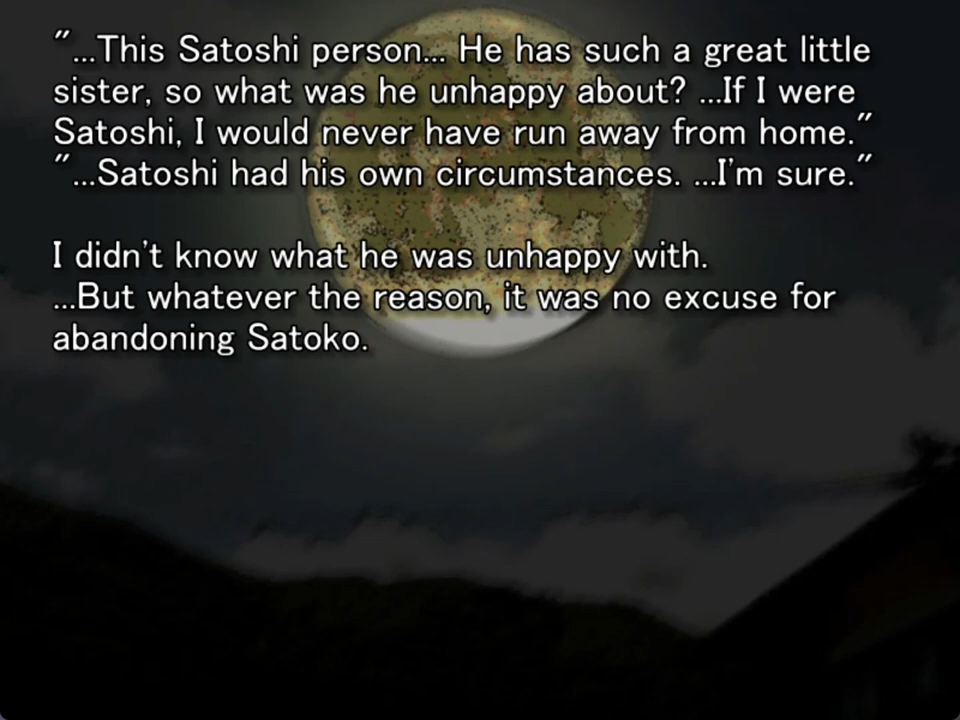 "...This Satoshi person... He has such a great little
sister, so what was he unhappy about? ...If I were
Satoshi, I would never have run away from home."
"...Satoshi had his own circumstances. ...I'm sure."
I didn't know what he was unhappy with.
...But whatever the reason, it was no excuse for
abandoning Satoko.